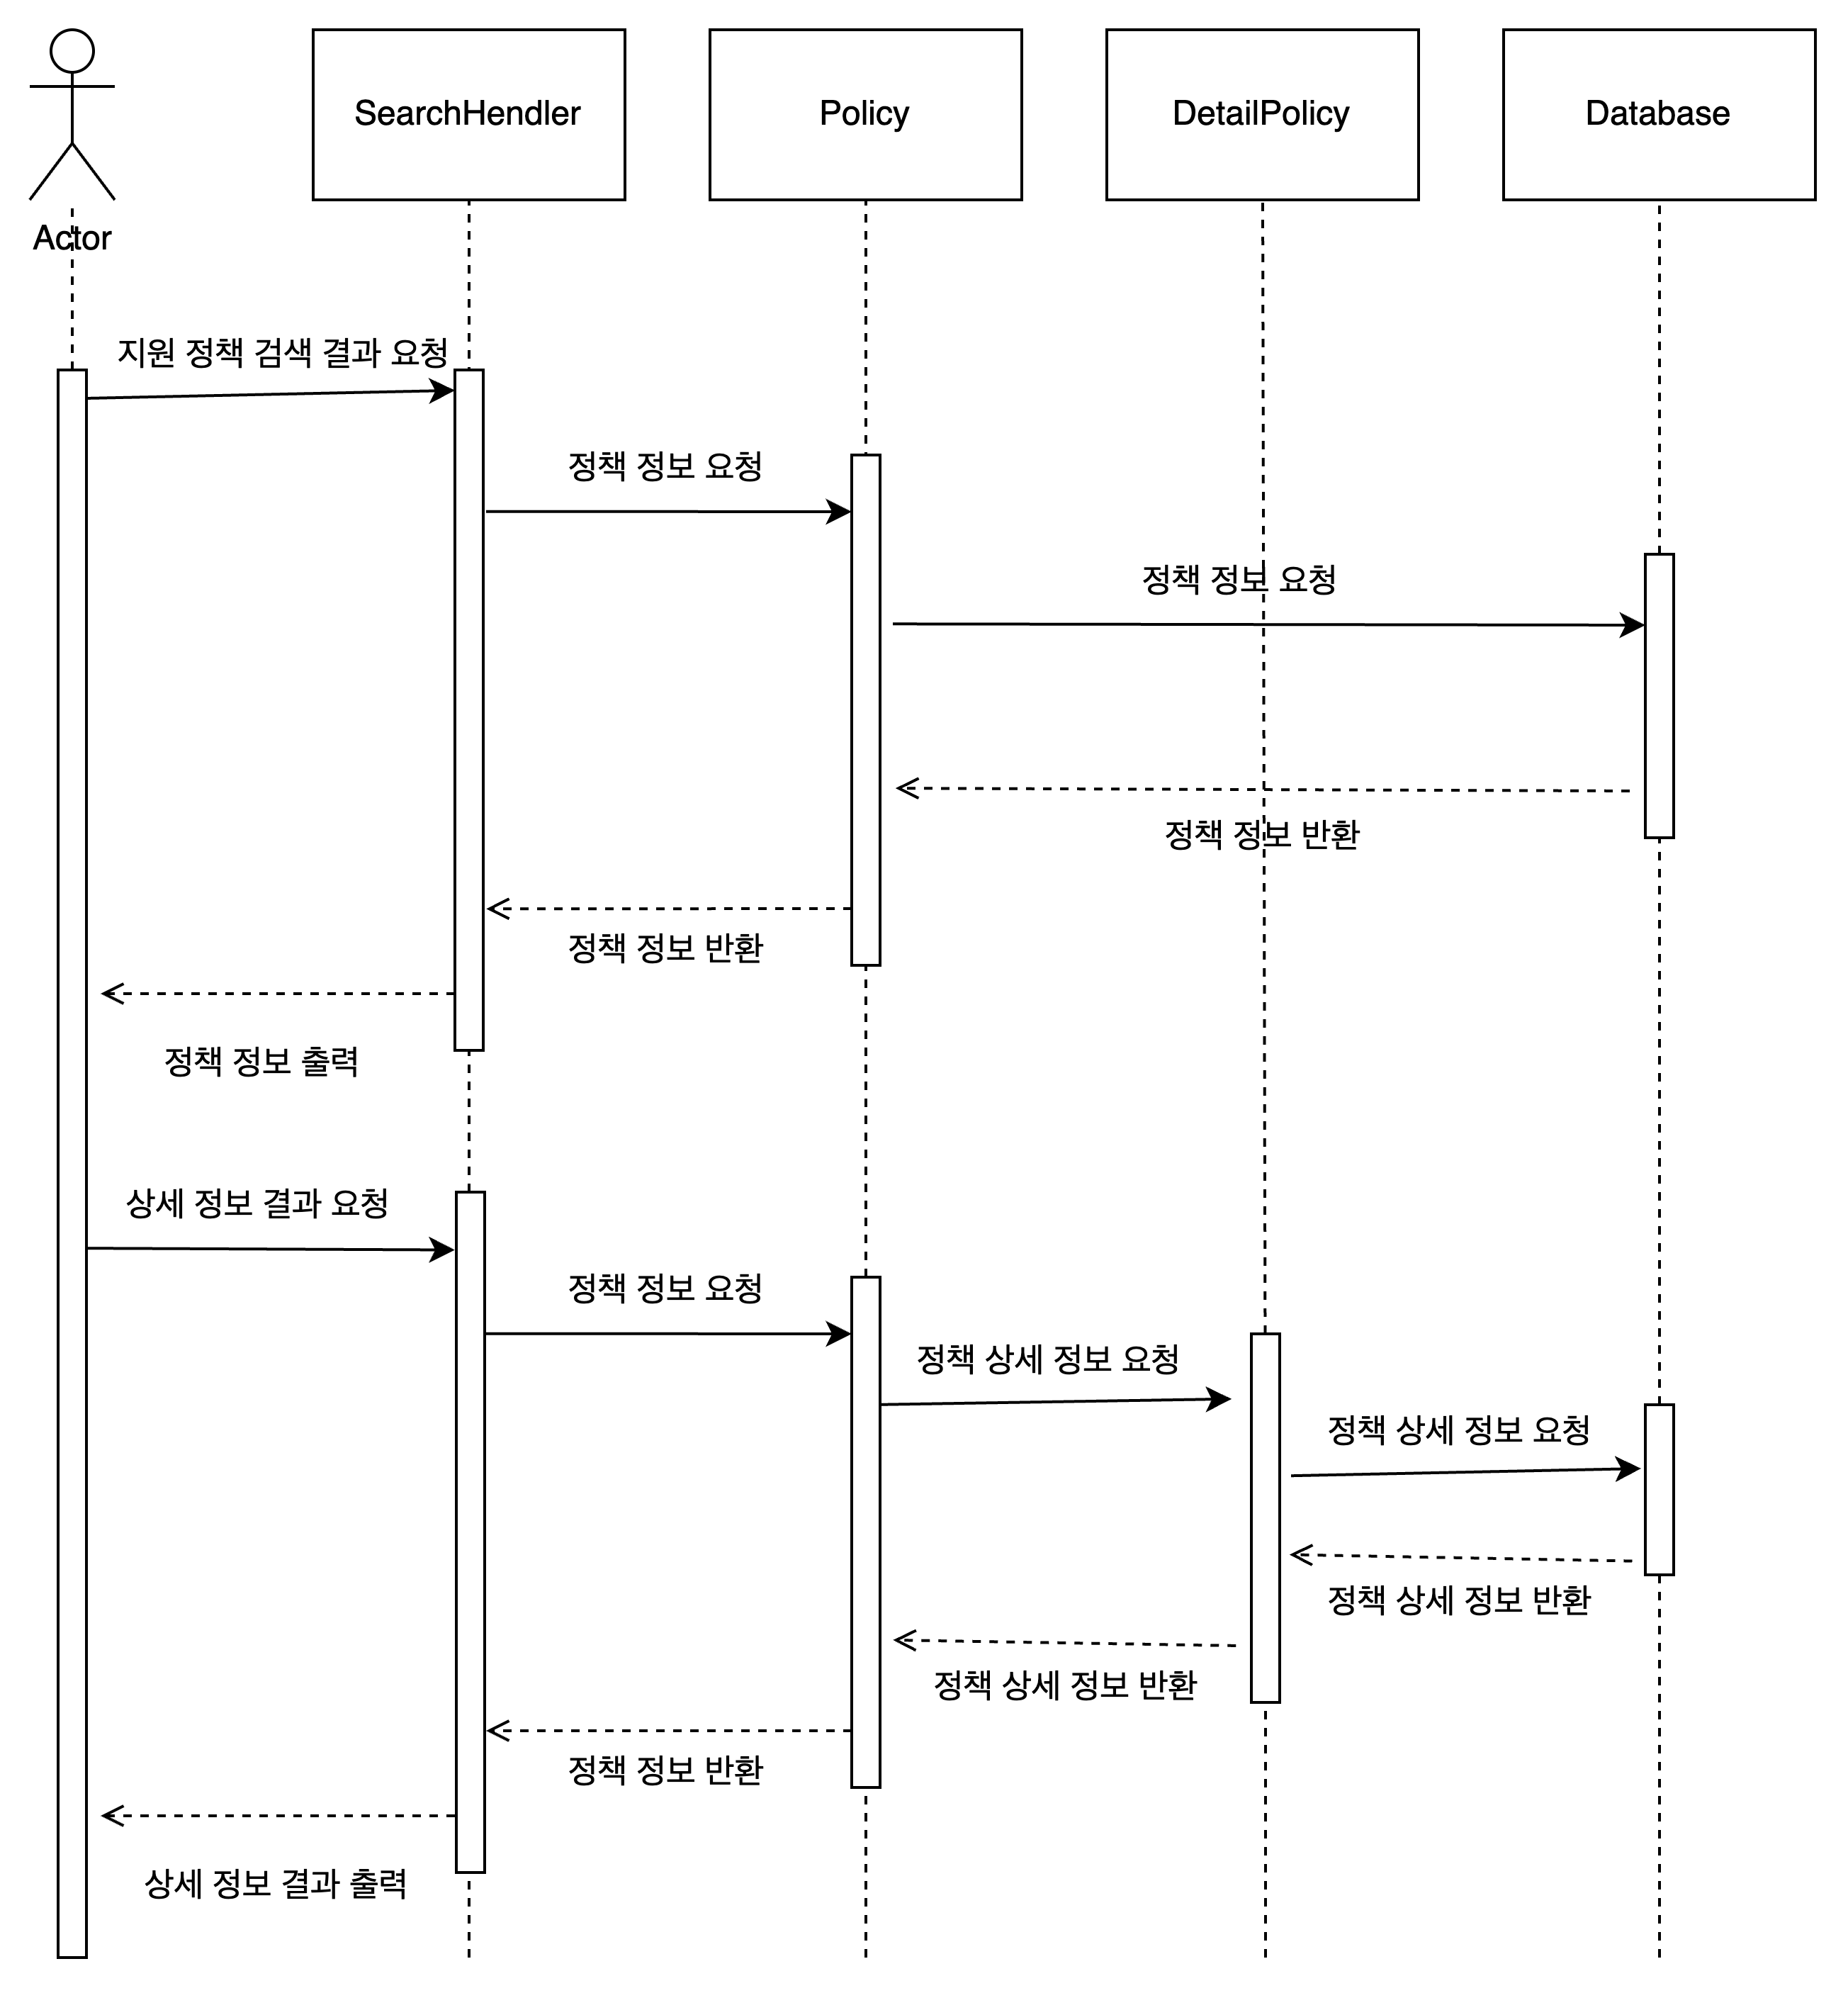 SearchHendler
Policy
DetailPolicy
Database
Actor
지원 정책 검색 결과 요청
정책 정보 요청
정책 정보 요청
정책 정보 반환
정책 정보 반환
정책 정보 출력
상세 정보 결과 요청
정책 정보 요청
정책 상세 정보 요청
정책 상세 정보 요청
정책 상세 정보 반환
정책 상세 정보 반환
정책 정보 반환
상세 정보 결과 출력